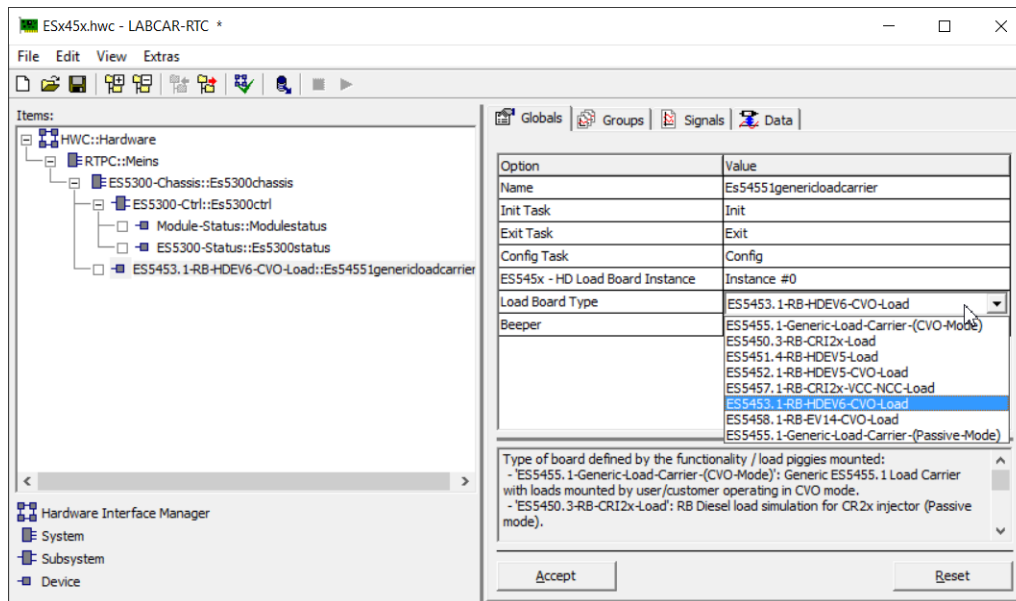 ESx45x.hwc - LABCAR-RTC *
File Edit View Extras
Items:
HWC::Hardware
RTPC::Meins
ES5300-Chassis::Es5300chassis
ES5300-Ctrl::Es5300ctrl
Module-Status::Modulestatus
ES5300-Status::Es5300status
ES5453.1-RB-HDEV6-CVO-Load::Es54551genericloadcarrier
Hardware Interface Manager
System
Subsystem
Device
Globals Groups Signals Data
Option Value
Name Es54551genericloadcarrier
Init Task Init
Exit Task Exit
Config Task Config
ES545x - HD Load Board Instance Instance #0
Load Board Type ES5453.1-RB-HDEV6-CVO-Load
Beeper
ES5455.1-Generic-Load-Carrier-(CVO-Mode)
ES5450.3-RB-CRI2x-Load
ES5451.4-RB-HDEV5-Load
ES5452.1-RB-HDEV5-CVO-Load
ES5457.1-RB-CRI2x-VCC-NCC-Load
ES5453.1-RB-HDEV6-CVO-Load
ES5458.1-RB-EV14-CVO-Load
ES5455.1-Generic-Load-Carrier-(Passive-Mode)
Type of board defined by the functionality / load piggies mounted:
- 'ES5455.1-Generic-Load-Carrier-(CVO-Mode)': Generic ES5455.1 Load Carrier
with loads mounted by user/customer operating in CVO mode.
- 'ES5450.3-RB-CRI2x-Load': RB Diesel load simulation for CR2x injector (Passive
mode).
Accept Reset